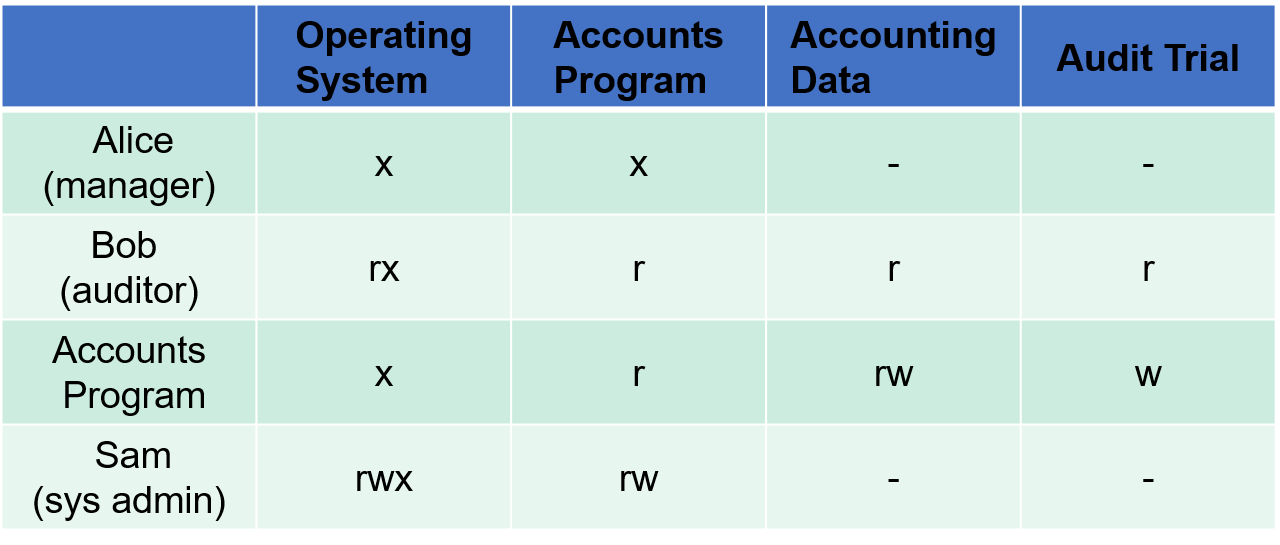 Operating System Accounts Program Accounting Data Audit Trial
Alice (manager) x x - -
Bob (auditor) rx r r r
Accounts Program x r rw w
Sam (sys admin) rwx rw - -